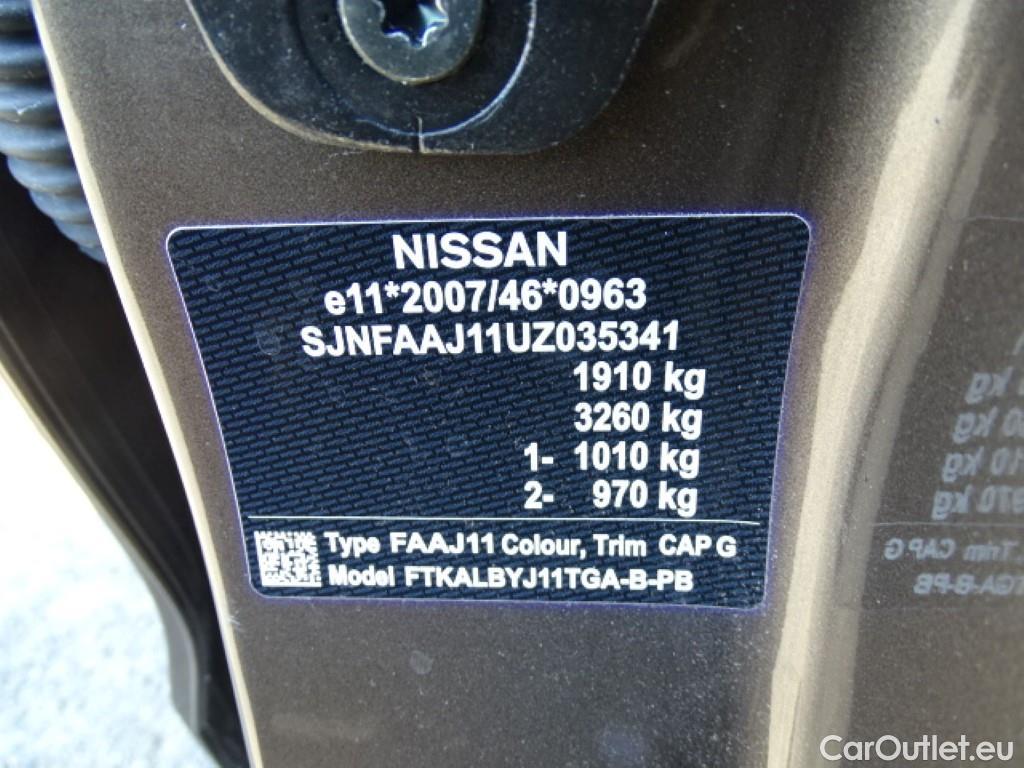 NISSAN
e11*2007/46*0963
SJNFAAJ11UZ035341
1910 kg
3260 kg
1- 1010 kg
2- 970 kg
Type FAAJ11 Colour, Trim CAP G
Model FTKALBYJ11TGA-B-PB
CarOutlet.eu